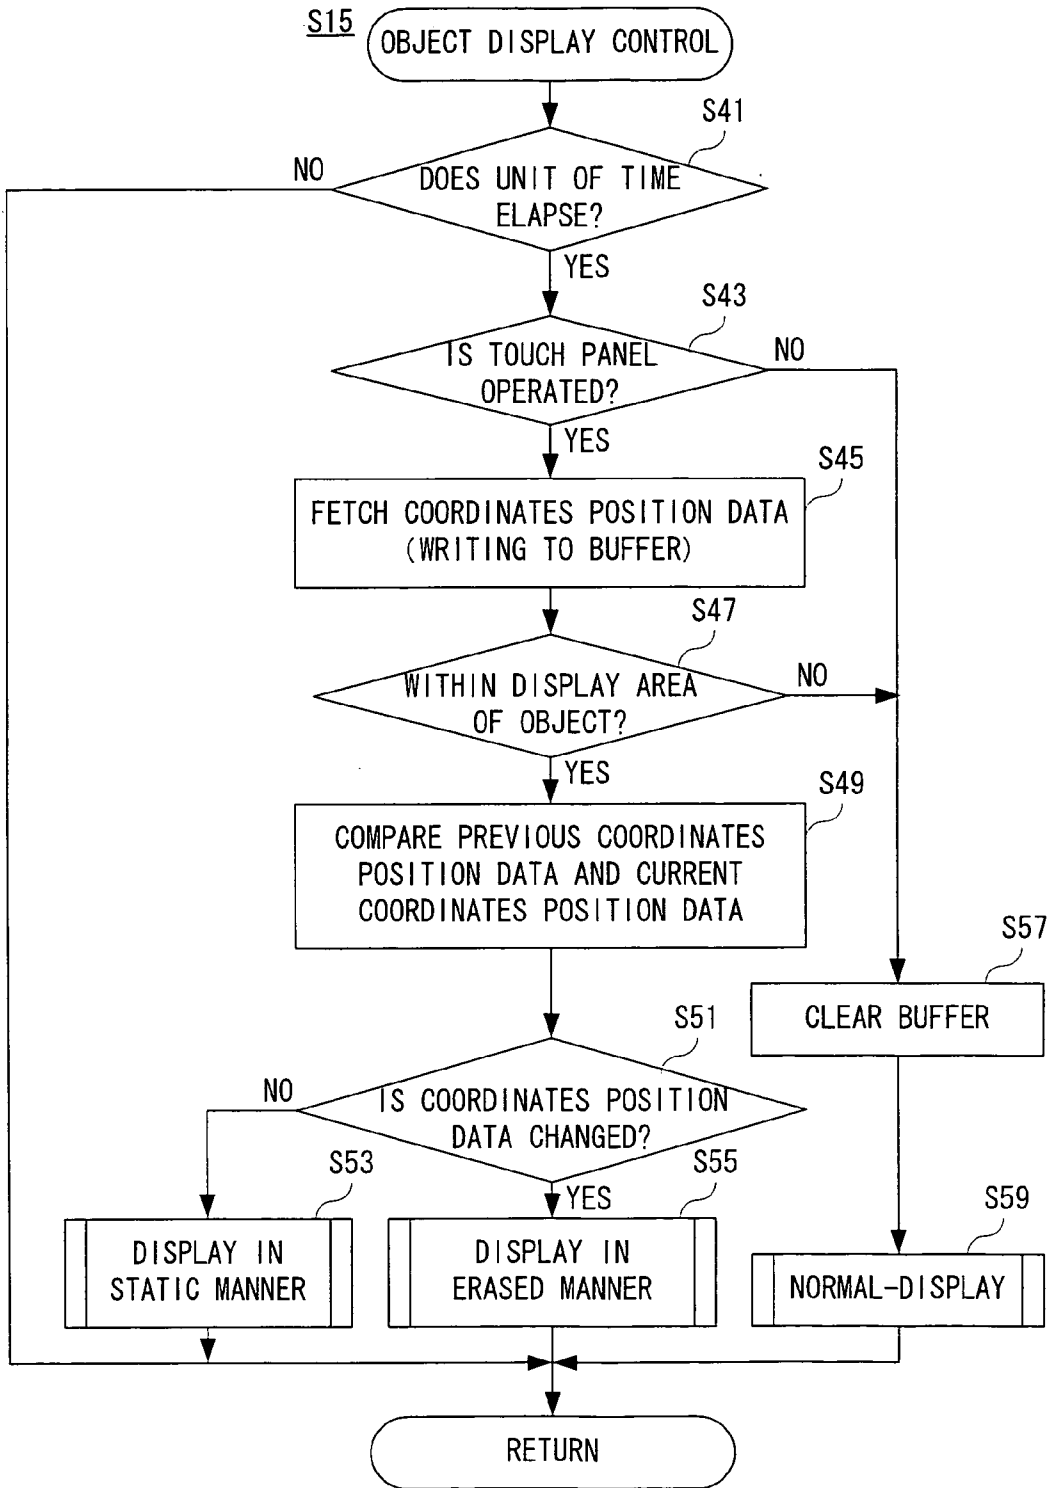 S15
OBJECT DISPLAY CONTROL
S41
NO
DOES UNIT OF TIME
ELAPSE?
YES
S43
IS TOUCH PANEL
OPERATED?
NO
YES
S45
FETCH COORDINATES POSITION DATA
(WRITING TO BUFFER)
S47
WITHIN DISPLAY AREA
OF OBJECT?
NO
YES
S49
COMPARE PREVIOUS COORDINATES
POSITION DATA AND CURRENT
COORDINATES POSITION DATA
S57
CLEAR BUFFER
S51
NO
IS COORDINATES POSITION
DATA CHANGED?
YES
S53
DISPLAY IN
STATIC MANNER
S55
DISPLAY IN
ERASED MANNER
S59
NORMAL-DISPLAY
RETURN